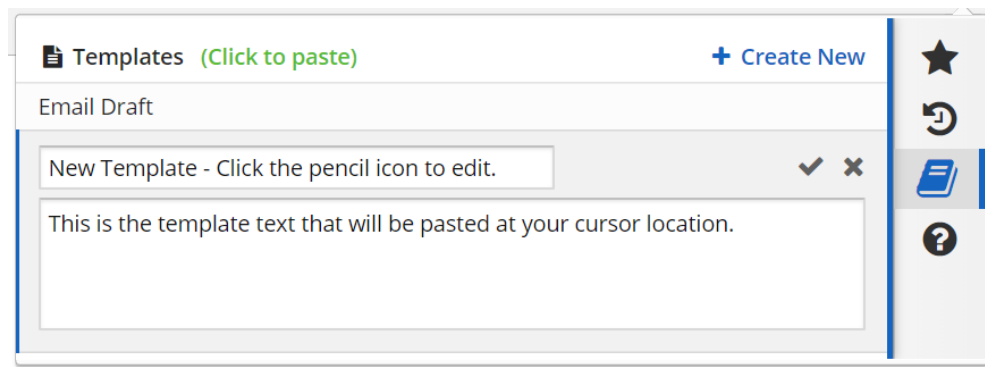 Templates (Click to paste) + Create New
Email Draft
New Template - Click the pencil icon to edit.
This is the template text that will be pasted at your cursor location.